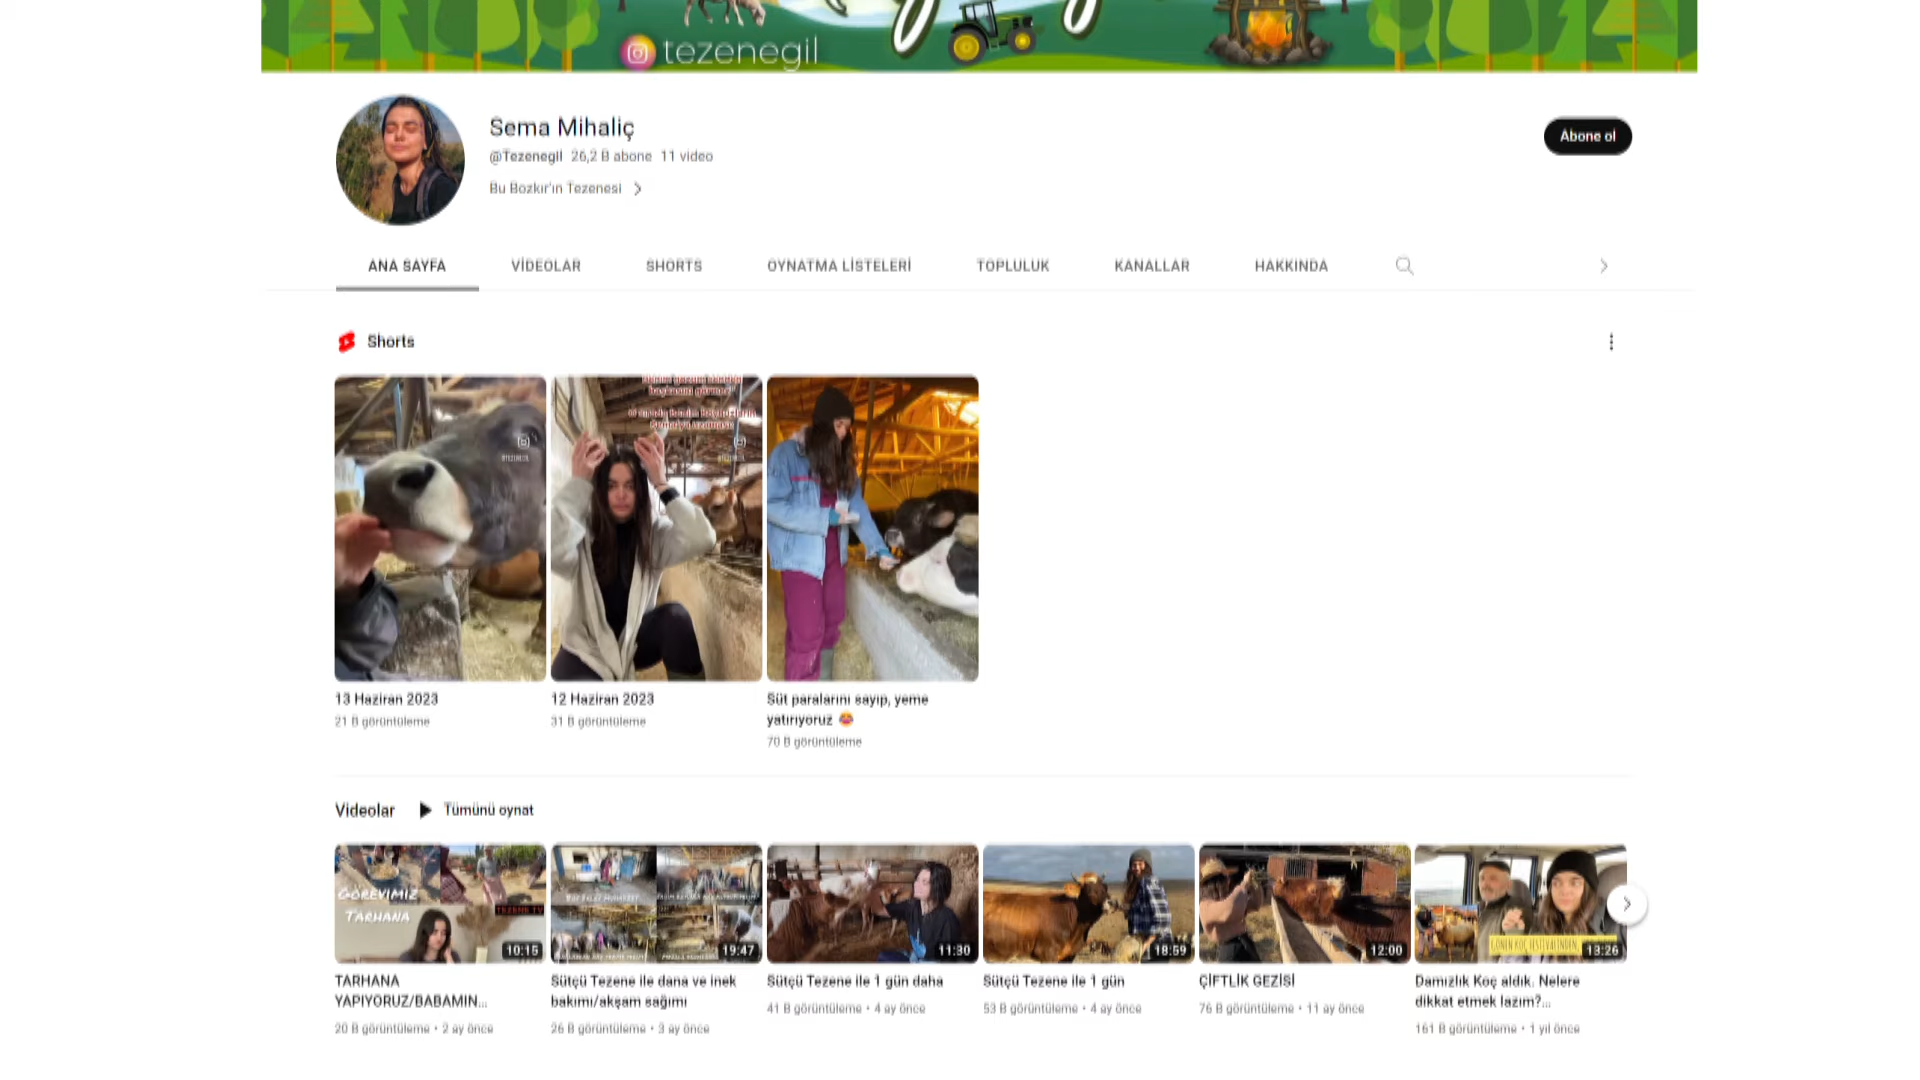 tezenegil
Sema Mihaliç
@Tezenegil 26,2 B abone 11 video
Bu Bozkır'ın Tezenesi
Abone ol
ANA SAYFA VİDEOLAR SHORTS OYNATMA LİSTELERİ TOPLULUK KANALLAR HAKKINDA
Shorts
13 Haziran 2023
21 B görüntüleme
12 Haziran 2023
31 B görüntüleme
Süt paralarını sayıp, yeme
yatırıyoruz
70 B görüntüleme
Videolar Tümünü oynat
GÖREVIMIZ
TARHANA
10:15
19:47
11:30
18:59
12:00
13:26
TARHANA
YAPIYORUZ/BABAMIN...
20 B görüntüleme • 2 ay önce
Sütçü Tezene ile dana ve inek
bakımı/akşam sağımı
26 B görüntüleme • 3 ay önce
Sütçü Tezene ile 1 gün daha
41 B görüntüleme • 4 ay önce
Sütçü Tezene ile 1 gün
53 B görüntüleme • 4 ay önce
ÇİFTLİK GEZİSİ
76 B görüntüleme • 11 ay önce
Damızlık Koç aldık. Nelere
dikkat etmek lazım?...
161 B görüntüleme • 1 yıl önce